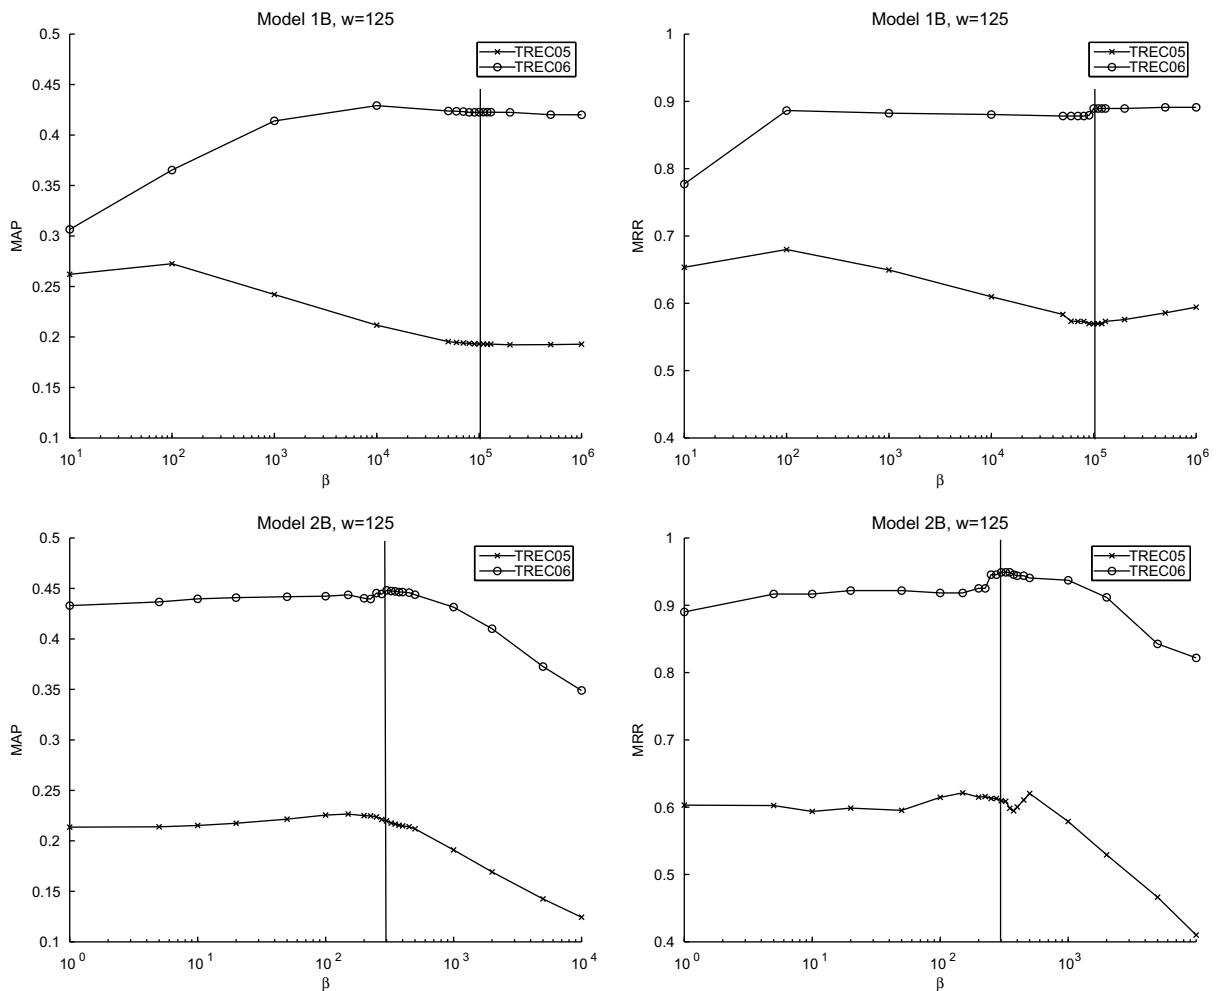 Model 1B, w=125
0.5
0.45
0.4
0.35
0.3
0.25
0.2
0.15
0.1
MAP
TREC05
TREC06
10^1 10^2 10^3 10^4 10^5 10^6
β
Model 1B, w=125
1
0.9
0.8
0.7
0.6
0.5
0.4
MRR
TREC05
TREC06
10^1 10^2 10^3 10^4 10^5 10^6
β
Model 2B, w=125
0.5
0.45
0.4
0.35
0.3
0.25
0.2
0.15
0.1
MAP
TREC05
TREC06
10^0 10^1 10^2 10^3 10^4
β
Model 2B, w=125
1
0.9
0.8
0.7
0.6
0.5
0.4
MRR
TREC05
TREC06
10^0 10^1 10^2 10^3
β